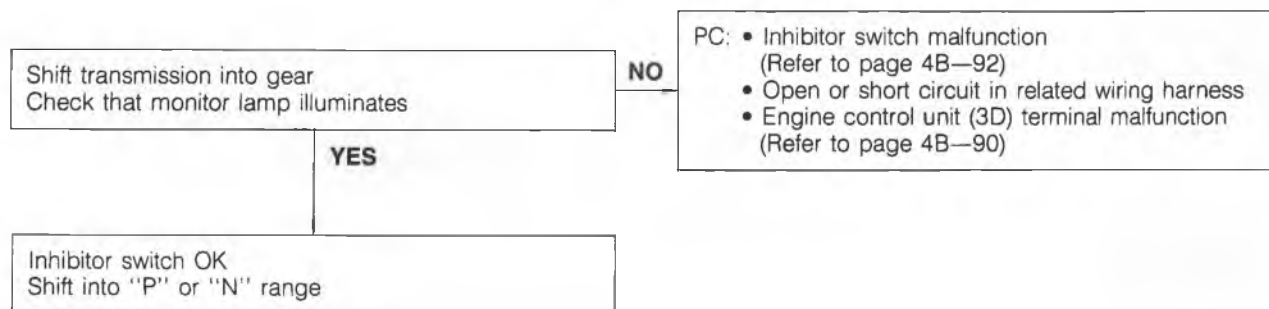 Shift transmission into gear
Check that monitor lamp illuminates
NO
PC: • Inhibitor switch malfunction
(Refer to page 4B—92)
• Open or short circuit in related wiring harness
• Engine control unit (3D) terminal malfunction
(Refer to page 4B—90)
YES
Inhibitor switch OK
Shift into "P" or "N" range